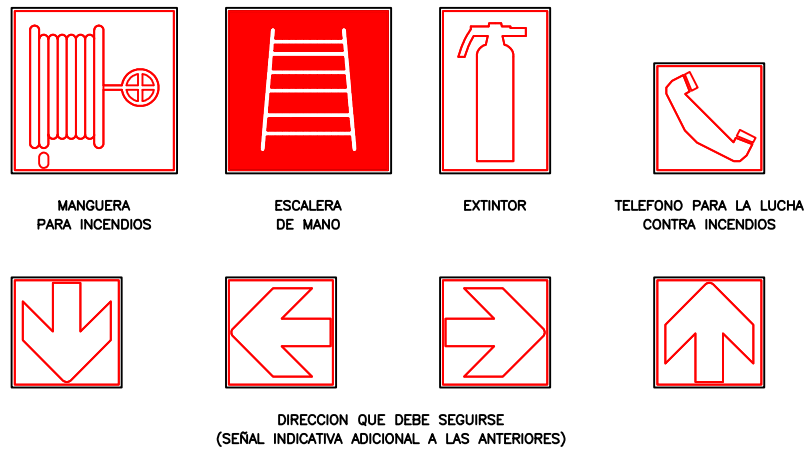 MANGUERA
PARA INCENDIOS
ESCALERA
DE MANO
EXTINTOR
TELEFONO PARA LA LUCHA
CONTRA INCENDIOS
DIRECCION QUE DEBE SEGUIRSE
(SEÑAL INDICATIVA ADICIONAL A LAS ANTERIORES)